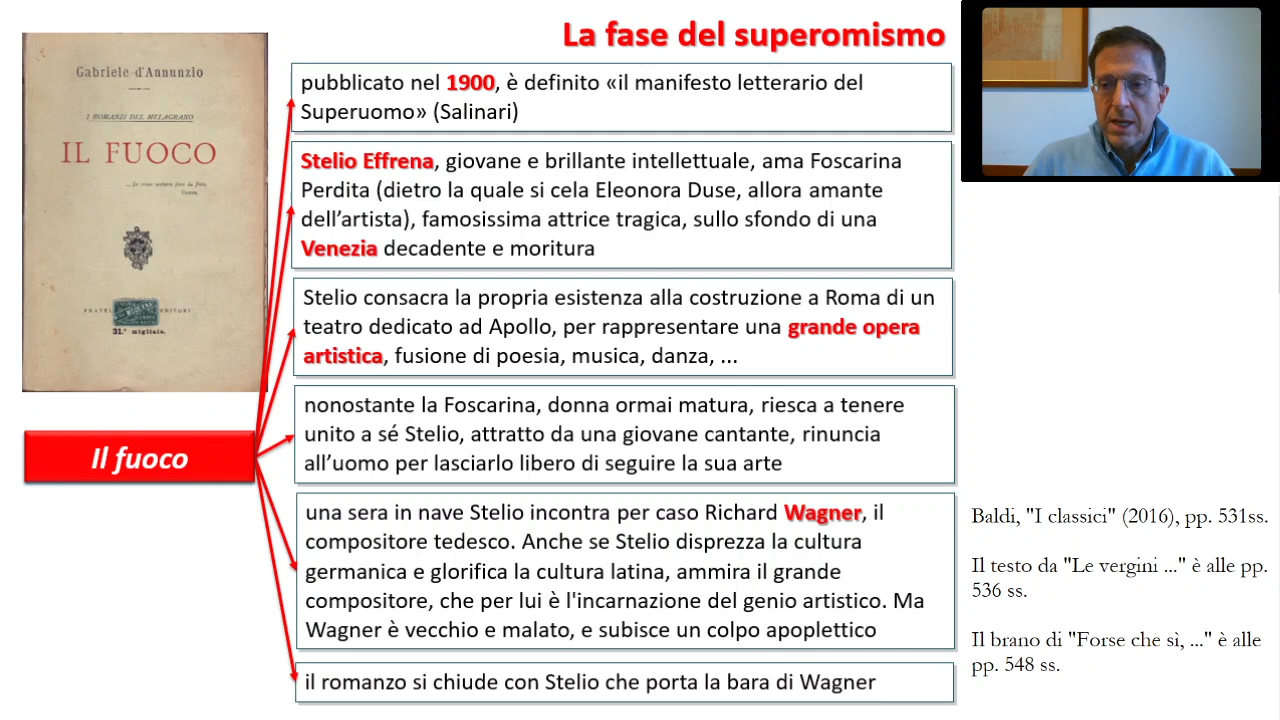 La fase del superomismo
Gabriele d'Annunzio
I ROMANZI DEL MELAGRANO
IL FUOCO
pubblicato nel 1900, è definito «il manifesto letterario del
Superuomo» (Salinari)
Stelio Effrena, giovane e brillante intellettuale, ama Foscarina
Perdita (dietro la quale si cela Eleonora Duse, allora amante
dell’artista), famosissima attrice tragica, sullo sfondo di una
Venezia decadente e moritura
Stelio consacra la propria esistenza alla costruzione a Roma di un
teatro dedicato ad Apollo, per rappresentare una grande opera
artistica, fusione di poesia, musica, danza, ...
31.° migliaio.
Il fuoco
nonostante la Foscarina, donna ormai matura, riesca a tenere
unito a sé Stelio, attratto da una giovane cantante, rinuncia
all’uomo per lasciarlo libero di seguire la sua arte
una sera in nave Stelio incontra per caso Richard Wagner, il
compositore tedesco. Anche se Stelio disprezza la cultura
germanica e glorifica la cultura latina, ammira il grande
compositore, che per lui è l'incarnazione del genio artistico. Ma
Wagner è vecchio e malato, e subisce un colpo apoplettico
il romanzo si chiude con Stelio che porta la bara di Wagner
Baldi, "I classici" (2016), pp. 531ss.
Il testo da "Le vergini ..." è alle pp.
536 ss.
Il brano di "Forse che sì, ..." è alle
pp. 548 ss.